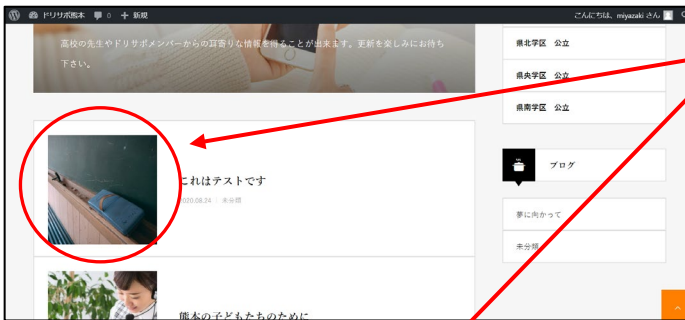 ドリサポ熊本 0 + 新規
こんにちは、miyazaki さん
高校の先生やドリサポメンバーからの耳寄りな情報を得ることが出来ます。更新を楽しみにお待ち
下さい。
県北学区 公立
県央学区 公立
県南学区 公立
これはテストです
2020.08.24 | 未分類
ブログ
夢に向かって
未分類
熊本の子どもたちのために